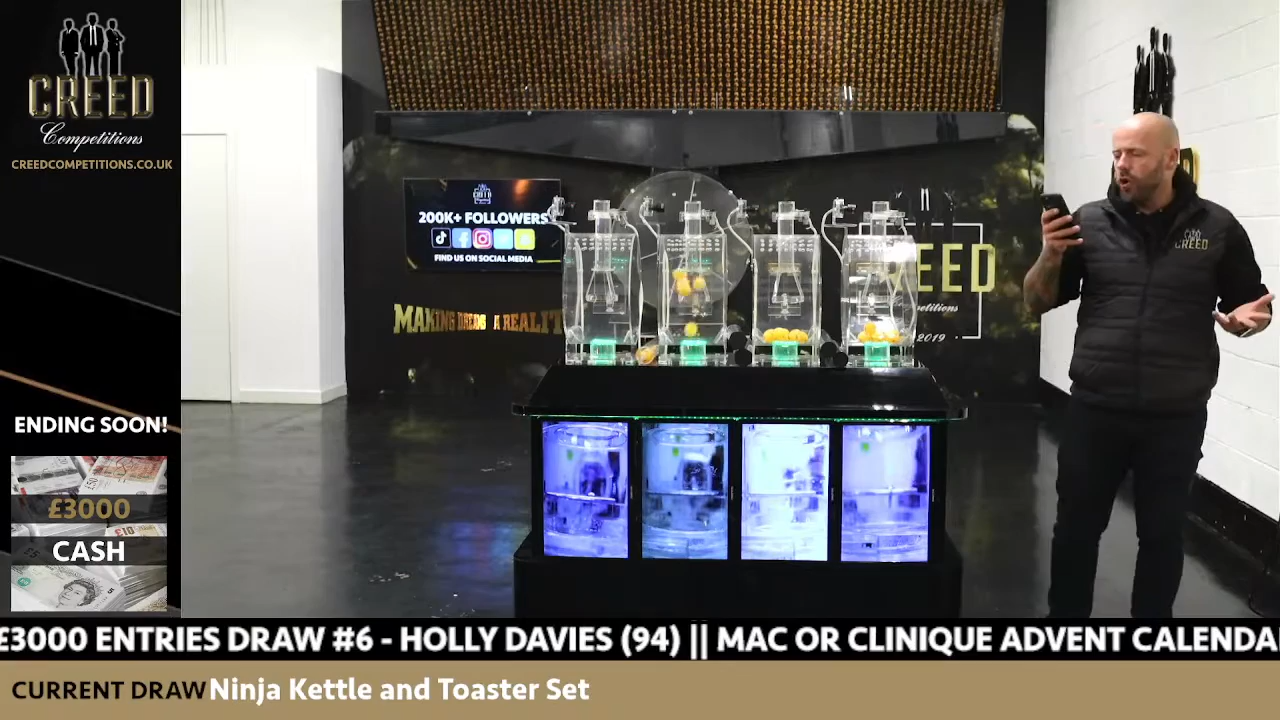 CREED
Competitions
CREEDCOMPETITIONS.CO.UK
200K+ FOLLOWERS
FIND US ON SOCIAL MEDIA
MAKING
A REALIT
CREED
EED
petitions
2019
ENDING SOON!
£3000
CASH
£3000 ENTRIES DRAW #6 - HOLLY DAVIES (94) || MAC OR CLINIQUE ADVENT CALENDA
CURRENT DRAW Ninja Kettle and Toaster Set